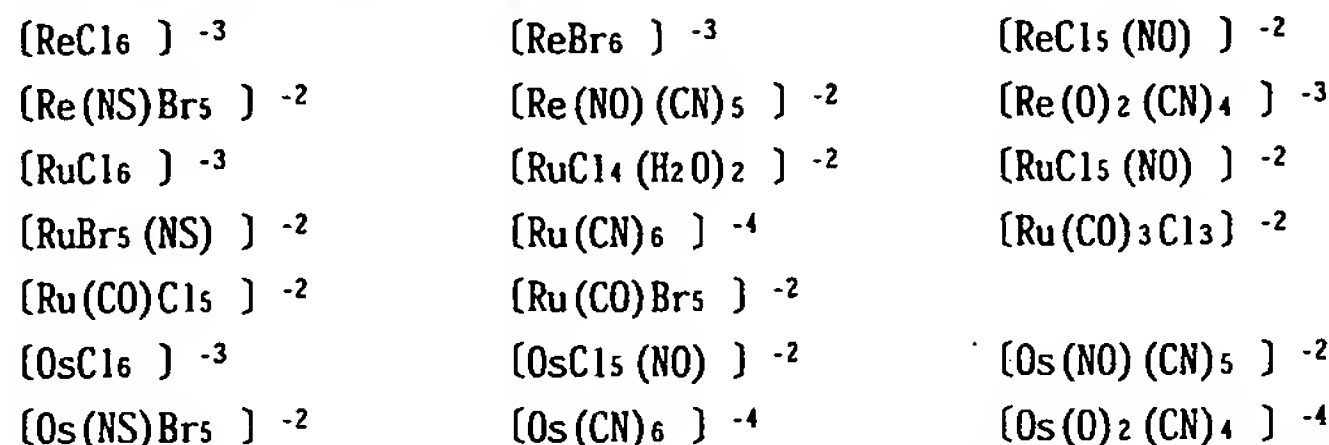 [ReCl6 ] -3 [ReBr6 ] -3 [ReCl5 (NO) ] -2
[Re(NS)Br5 ] -2 [Re(NO) (CN)5 ] -2 [Re(O)2 (CN)4 ] -3
[RuCl6 ] -3 [RuCl4 (H2O)2 ] -2 [RuCl5 (NO) ] -2
[RuBr5 (NS) ] -2 [Ru(CN)6 ] -4 [Ru(CO)3Cl3] -2
[Ru(CO)Cl5 ] -2 [Ru(CO)Br5 ] -2
[OsCl6 ] -3 [OsCl5 (NO) ] -2 [Os(NO) (CN)5 ] -2
[Os(NS)Br5 ] -2 [Os(CN)6 ] -4 [Os(O)2 (CN)4 ] -4